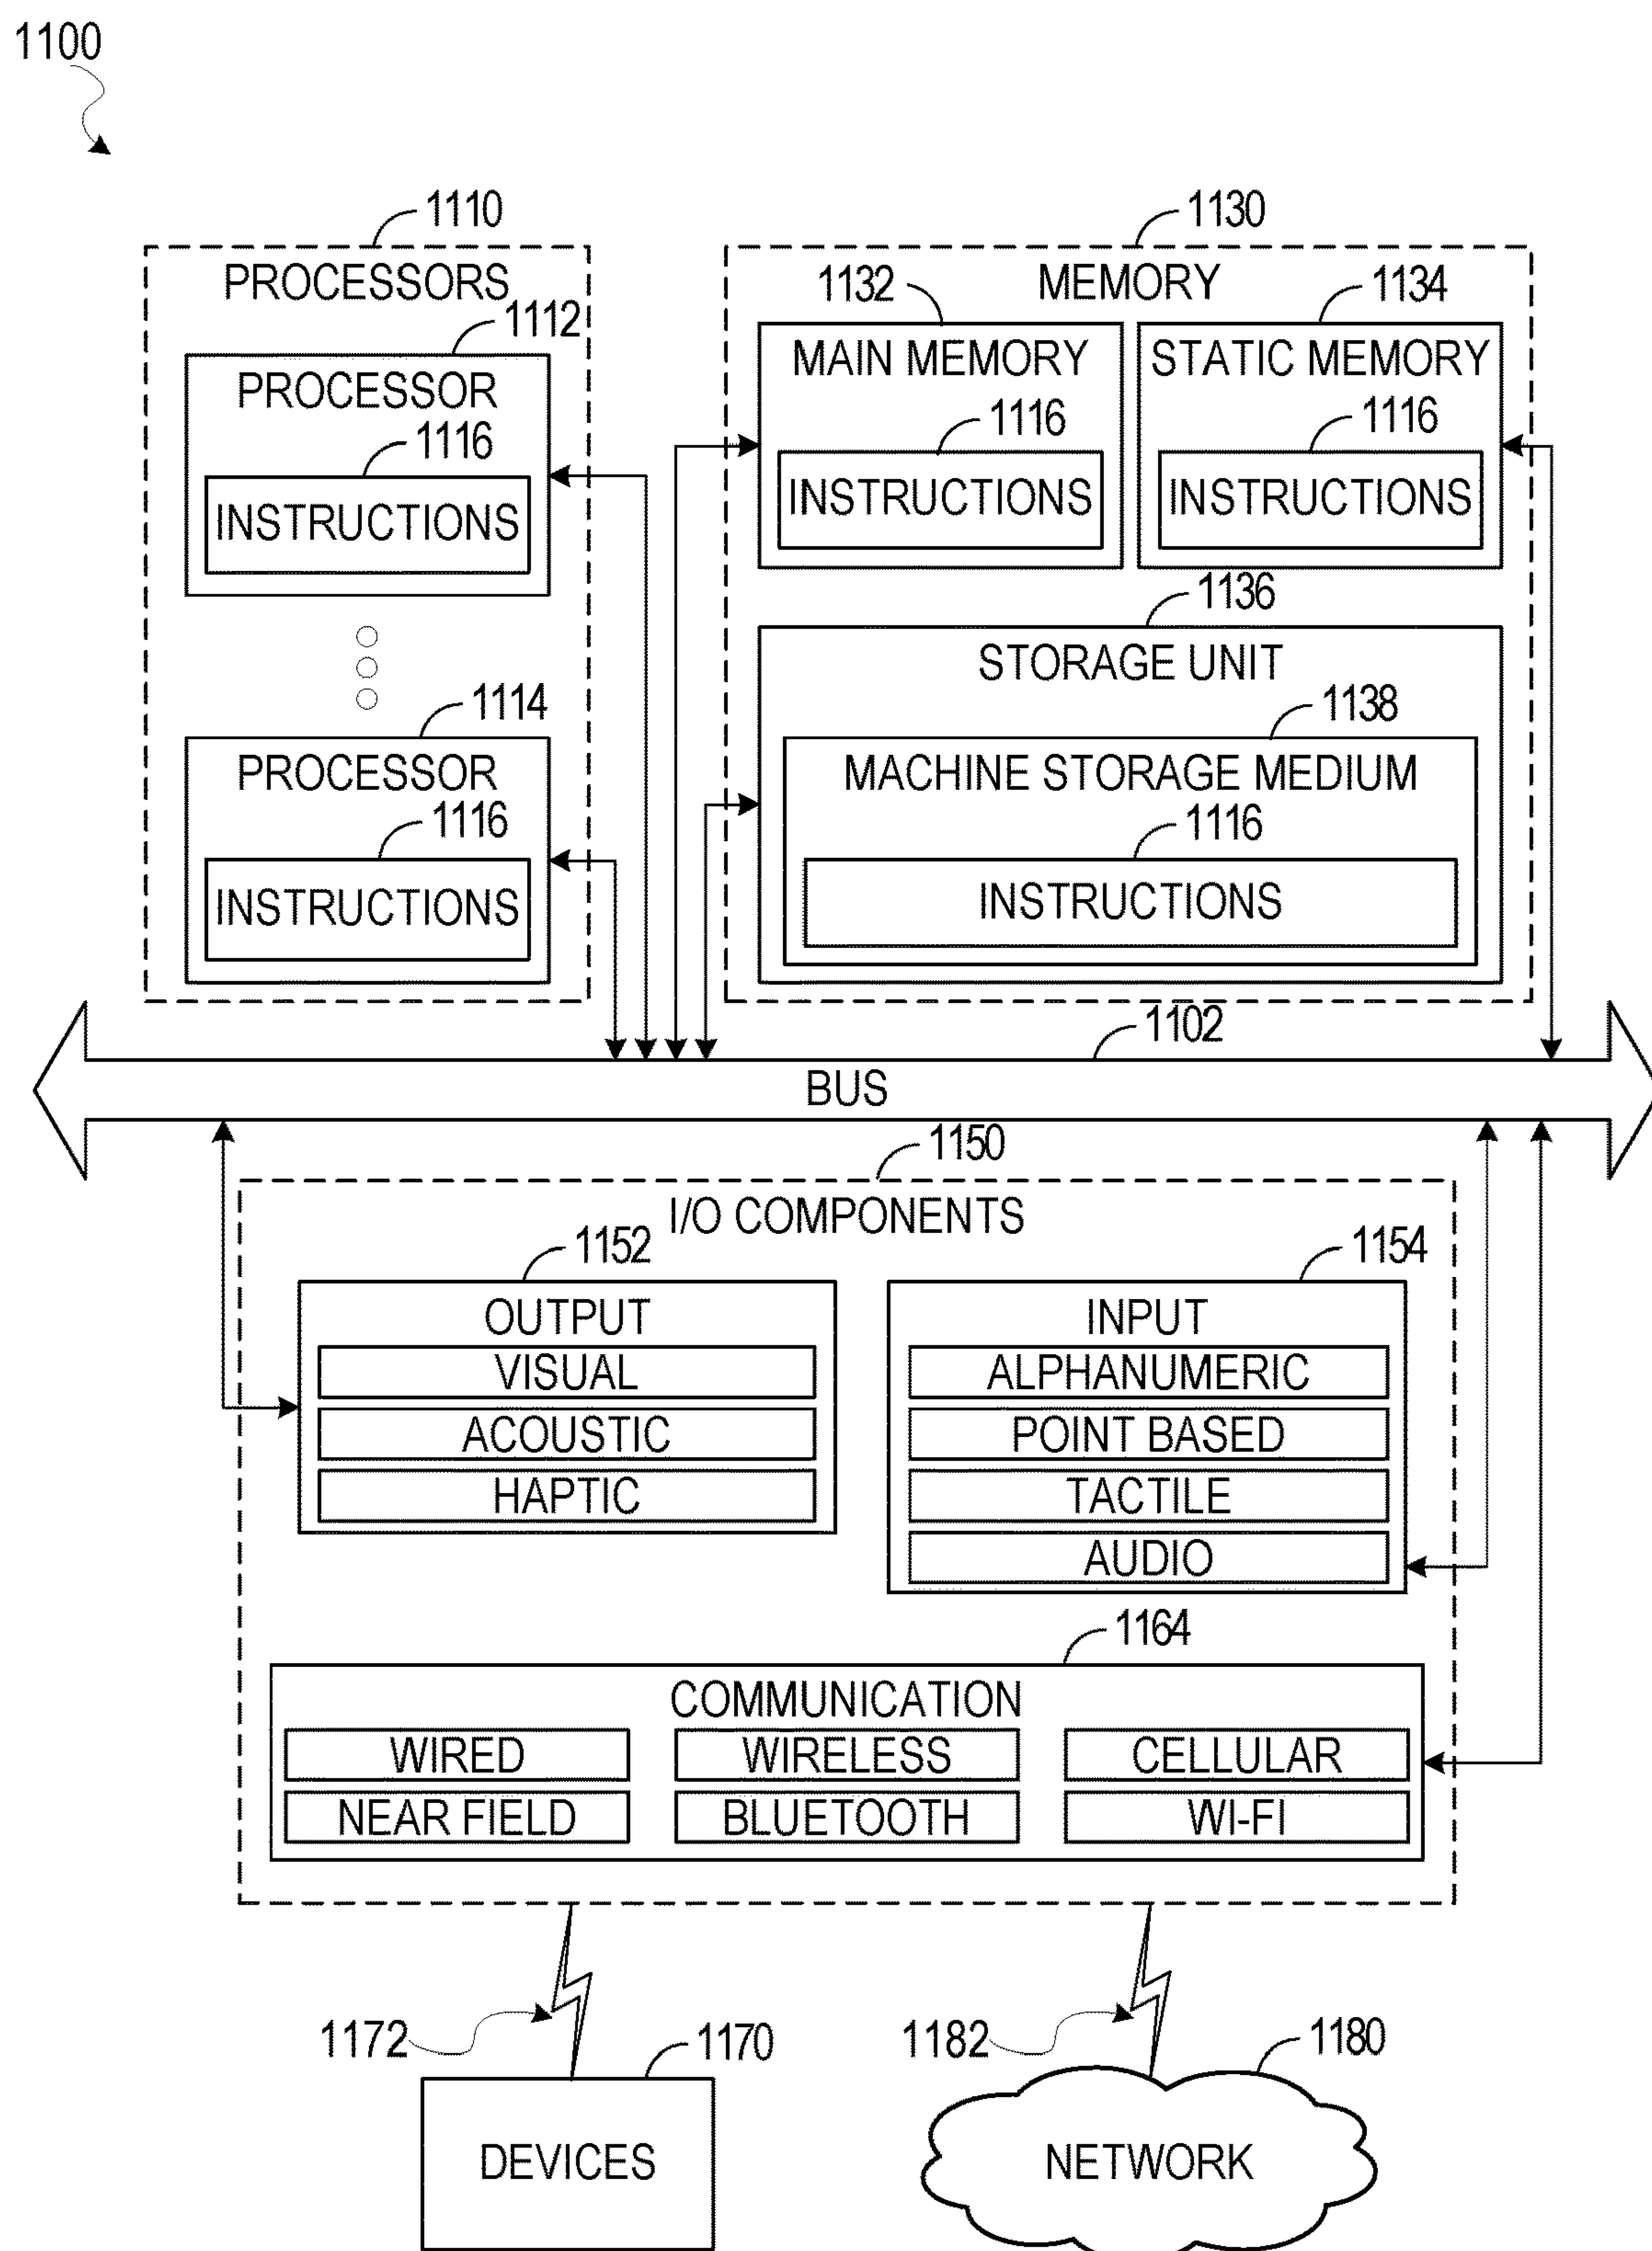 1100
1110
PROCESSORS
1112
PROCESSOR
1116
INSTRUCTIONS
1114
PROCESSOR
1116
INSTRUCTIONS
1130
MEMORY
1132
MAIN MEMORY
1116
INSTRUCTIONS
1134
STATIC MEMORY
1116
INSTRUCTIONS
1136
STORAGE UNIT
1138
MACHINE STORAGE MEDIUM
1116
INSTRUCTIONS
1102
BUS
1150
I/O COMPONENTS
1152
OUTPUT
VISUAL
ACOUSTIC
HAPTIC
1154
INPUT
ALPHANUMERIC
POINT BASED
TACTILE
AUDIO
1164
COMMUNICATION
WIRED
WIRELESS
CELLULAR
NEAR FIELD
BLUETOOTH
WI-FI
1172
1170
DEVICES
1182
1180
NETWORK